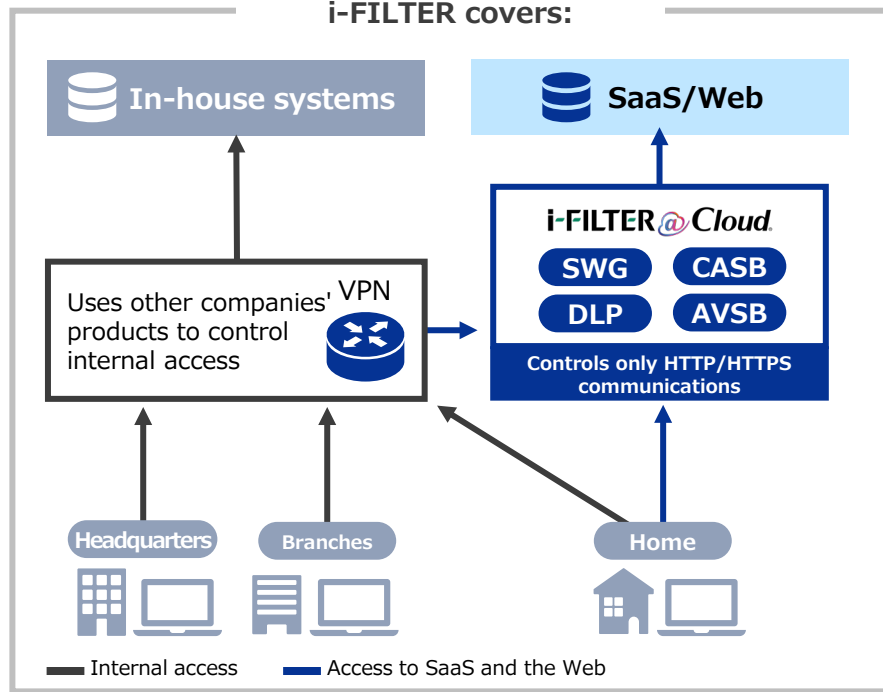 i-FILTER covers:
In-house systems
SaaS/Web
i-FILTER @ Cloud.
SWG
CASB
DLP
AVSB
Controls only HTTP/HTTPS
communications
Uses other companies'
products to control
internal access
VPN
Headquarters
Branches
Home
Internal access
Access to SaaS and the Web